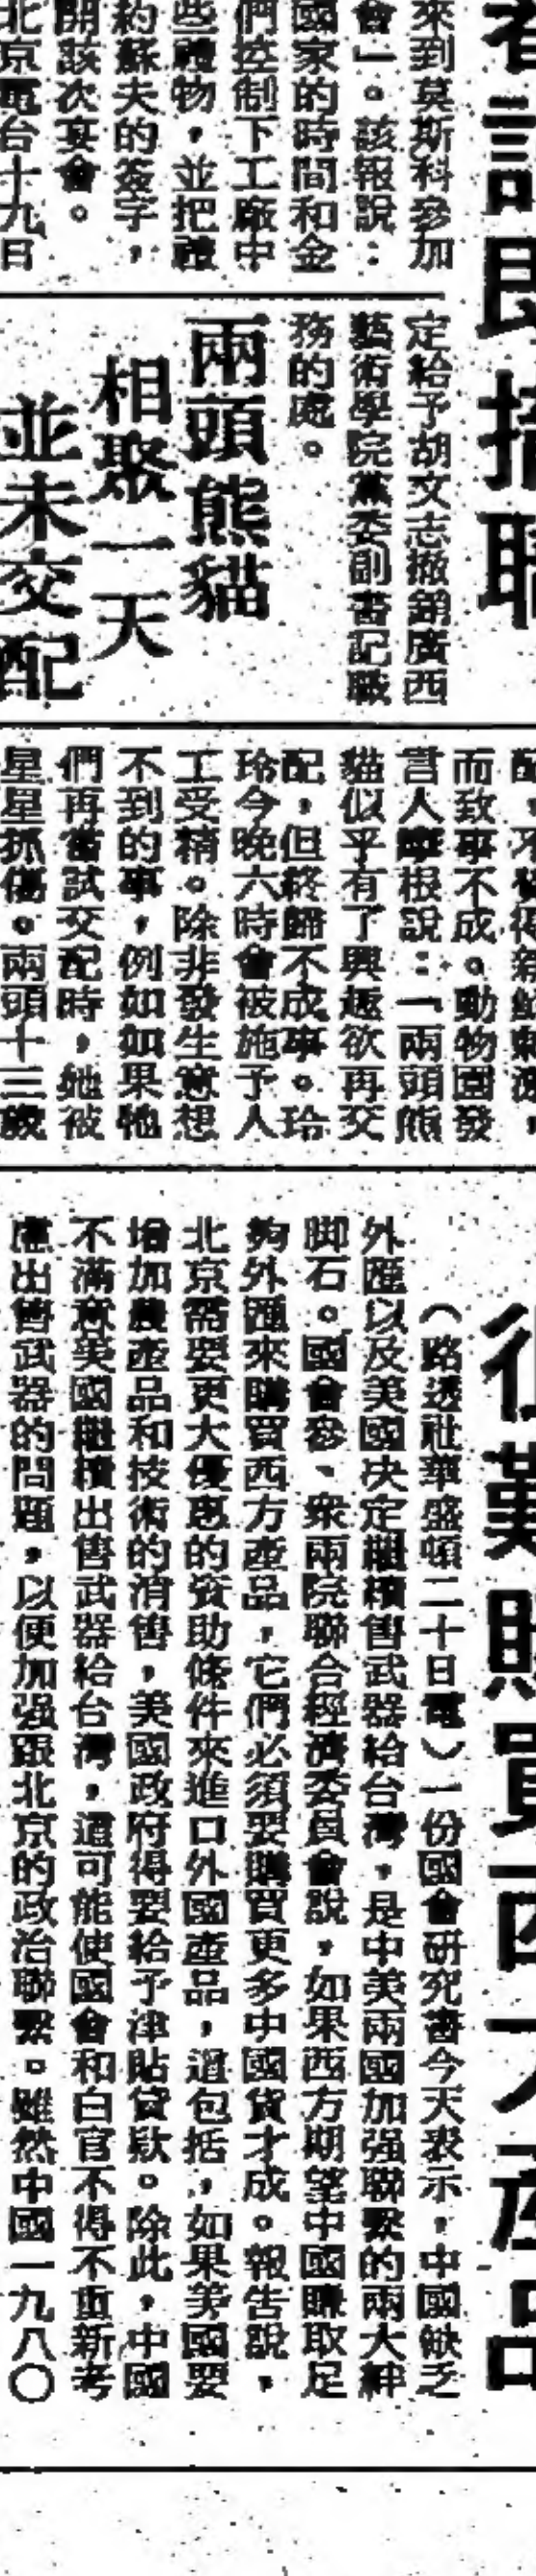 來到莫斯科參加
會」。該報說：
國家的時間和金
們控制下工廠中
些禮物，並把禮
約蘇夫的簽字，
開該次宴會。
北京電台十九日
定給予胡文志撤銷廣西
藝術學院黨委副書記職
務的處。
兩頭熊貓
相聚一天
並未交配
而致事不成。動物園發
言人摩根說：「兩頭熊
貓似乎有了興趣欲再交
配，但終歸不成事。玲
玲今晚六時會被施予人
工受精。除非發生意想
不到的事，例如如果牠
們再嘗試交配時，她被
星星抓傷。兩頭十三歲
很難購買西方產品
（路透社華盛頓二十日電）一份國會研究書今天表示，中國缺乏
外匯以及美國决定繼續售武器給台灣，是中美兩國加强聯繫的兩大絆
脚石。國會參、衆兩院聯合經濟委員會說，如果西方期望中國賺取足
夠外匯來購買西方產品，它們必須要購買更多中國貨才成。報告說，
北京需要更大優惠的資助條件來進口外國產品，這包括，如果美國要
增加農產品和技術的消售，美國政府得要給予津貼貸欵。除此，中國
不滿意美國繼續出售武器給台灣，這可能使國會和白宮不得不重新考
慮出售武器的問題，以便加强跟北京的政治聯繫。雖然中國一九八〇